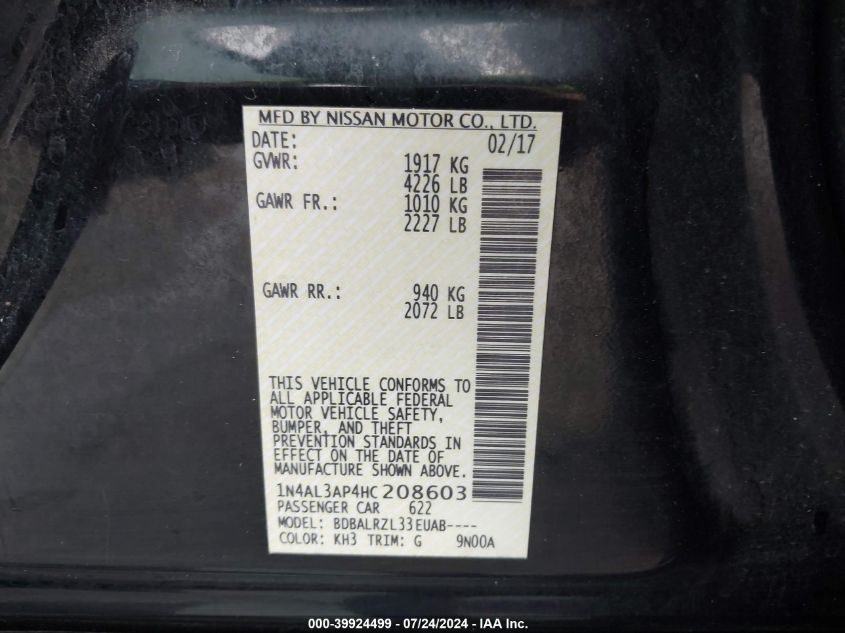 MFD BY NISSAN MOTOR CO., LTD.
DATE: 02/17
GVWR: 1917 KG
4226 LB
GAWR FR.: 1010 KG
2227 LB
GAWR RR.: 940 KG
2072 LB
THIS VEHICLE CONFORMS TO
ALL APPLICABLE FEDERAL
MOTOR VEHICLE SAFETY,
BUMPER, AND THEFT
PREVENTION STANDARDS IN
EFFECT ON THE DATE OF
MANUFACTURE SHOWN ABOVE.
1N4AL3AP4HC208603
PASSENGER CAR 622
MODEL: BDBALRZL33EUAB----
COLOR: KH3 TRIM: G 9N00A
000-39924499 - 07/24/2024 - IAA Inc.